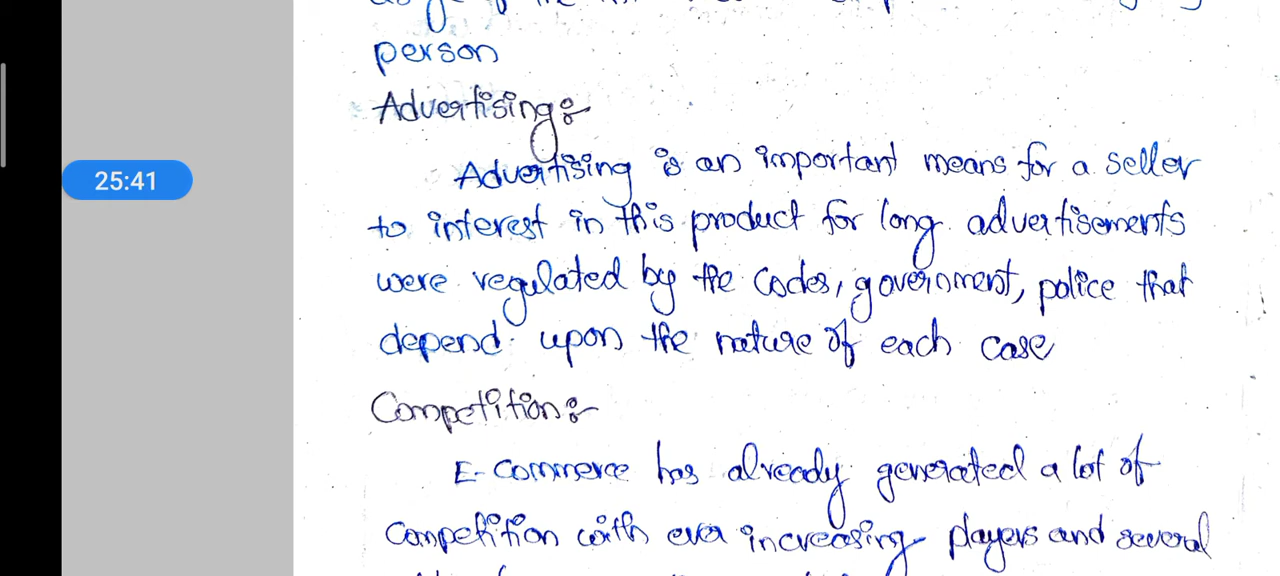 person
Advertising:-
25:41
Advertising is an important means for a seller
to interest in this product for long advertisements
were regulated by the codes, government, police that
depend upon the nature of each case
Competition:-
E-Commerce has already generated a lot of
Competition with ever increasing players and several